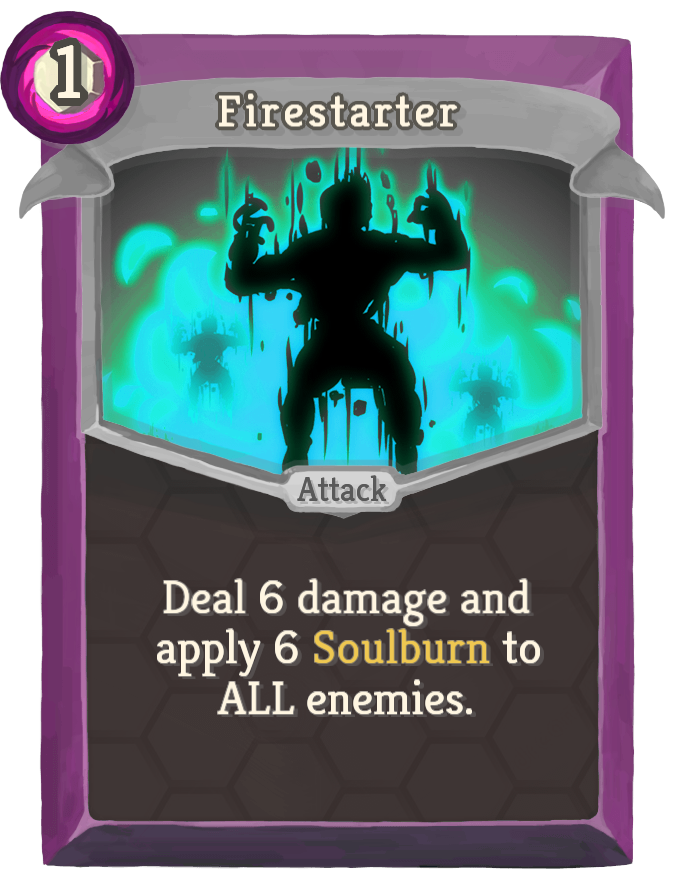 1
Firestarter
Attack
Deal 6 damage and
apply 6 Soulburn to
ALL enemies.